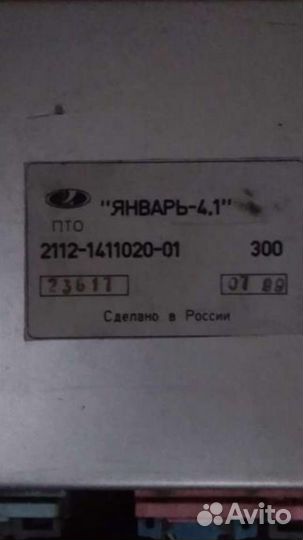 "ЯНВАРЬ-4.1"
ПТО
2112-1411020-01 300
23617 07 99
Сделано в России
Avito